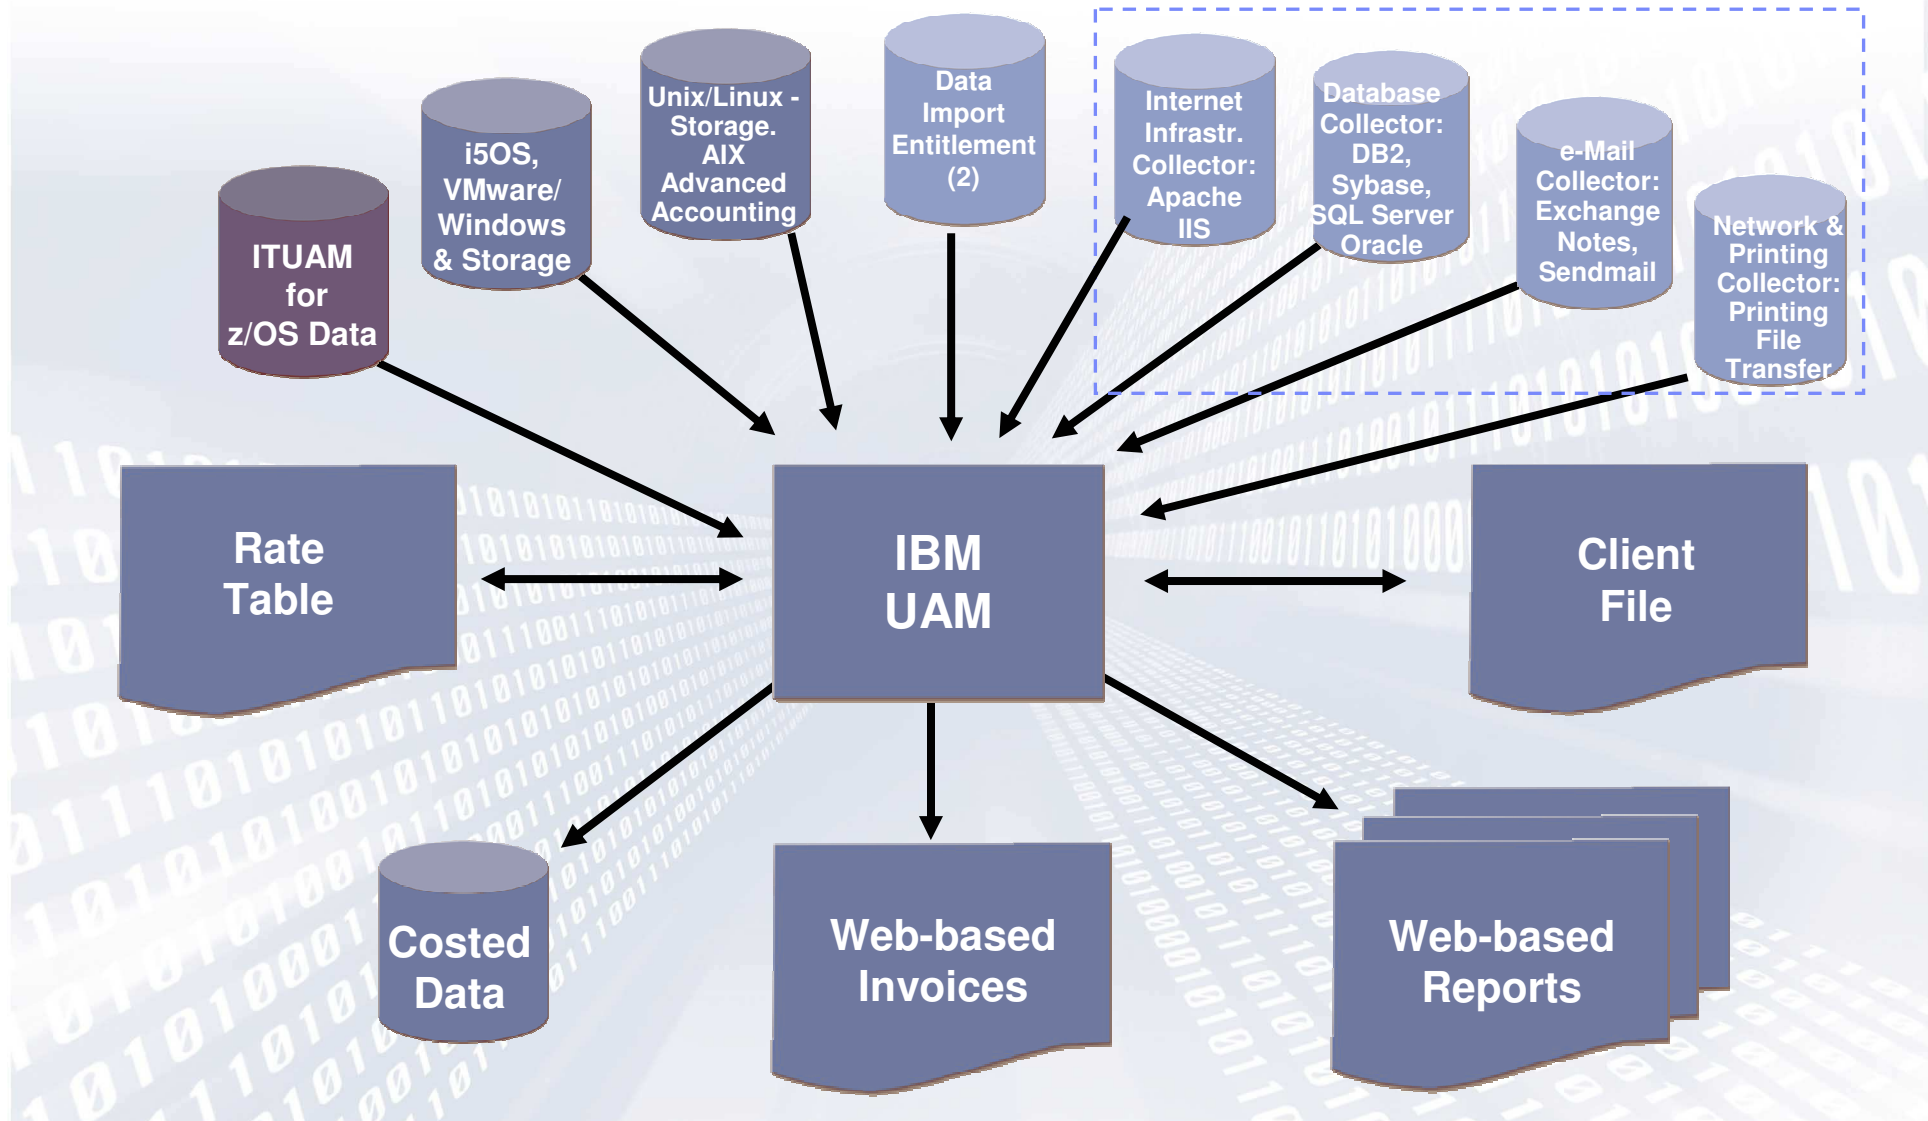 ITUAM
for
z/OS Data
i5OS,
VMware/
Windows
& Storage
Unix/Linux -
Storage.
AIX
Advanced
Accounting
Data
Import
Entitlement
(2)
Internet
Infrastr.
Collector:
Apache
IIS
Database
Collector:
DB2,
Sybase,
SQL Server
Oracle
e-Mail
Collector:
Exchange
Notes,
Sendmail
Network &
Printing
Collector:
Printing
File
Transfer
Rate
Table
IBM
UAM
Client
File
Costed
Data
Web-based
Invoices
Web-based
Reports